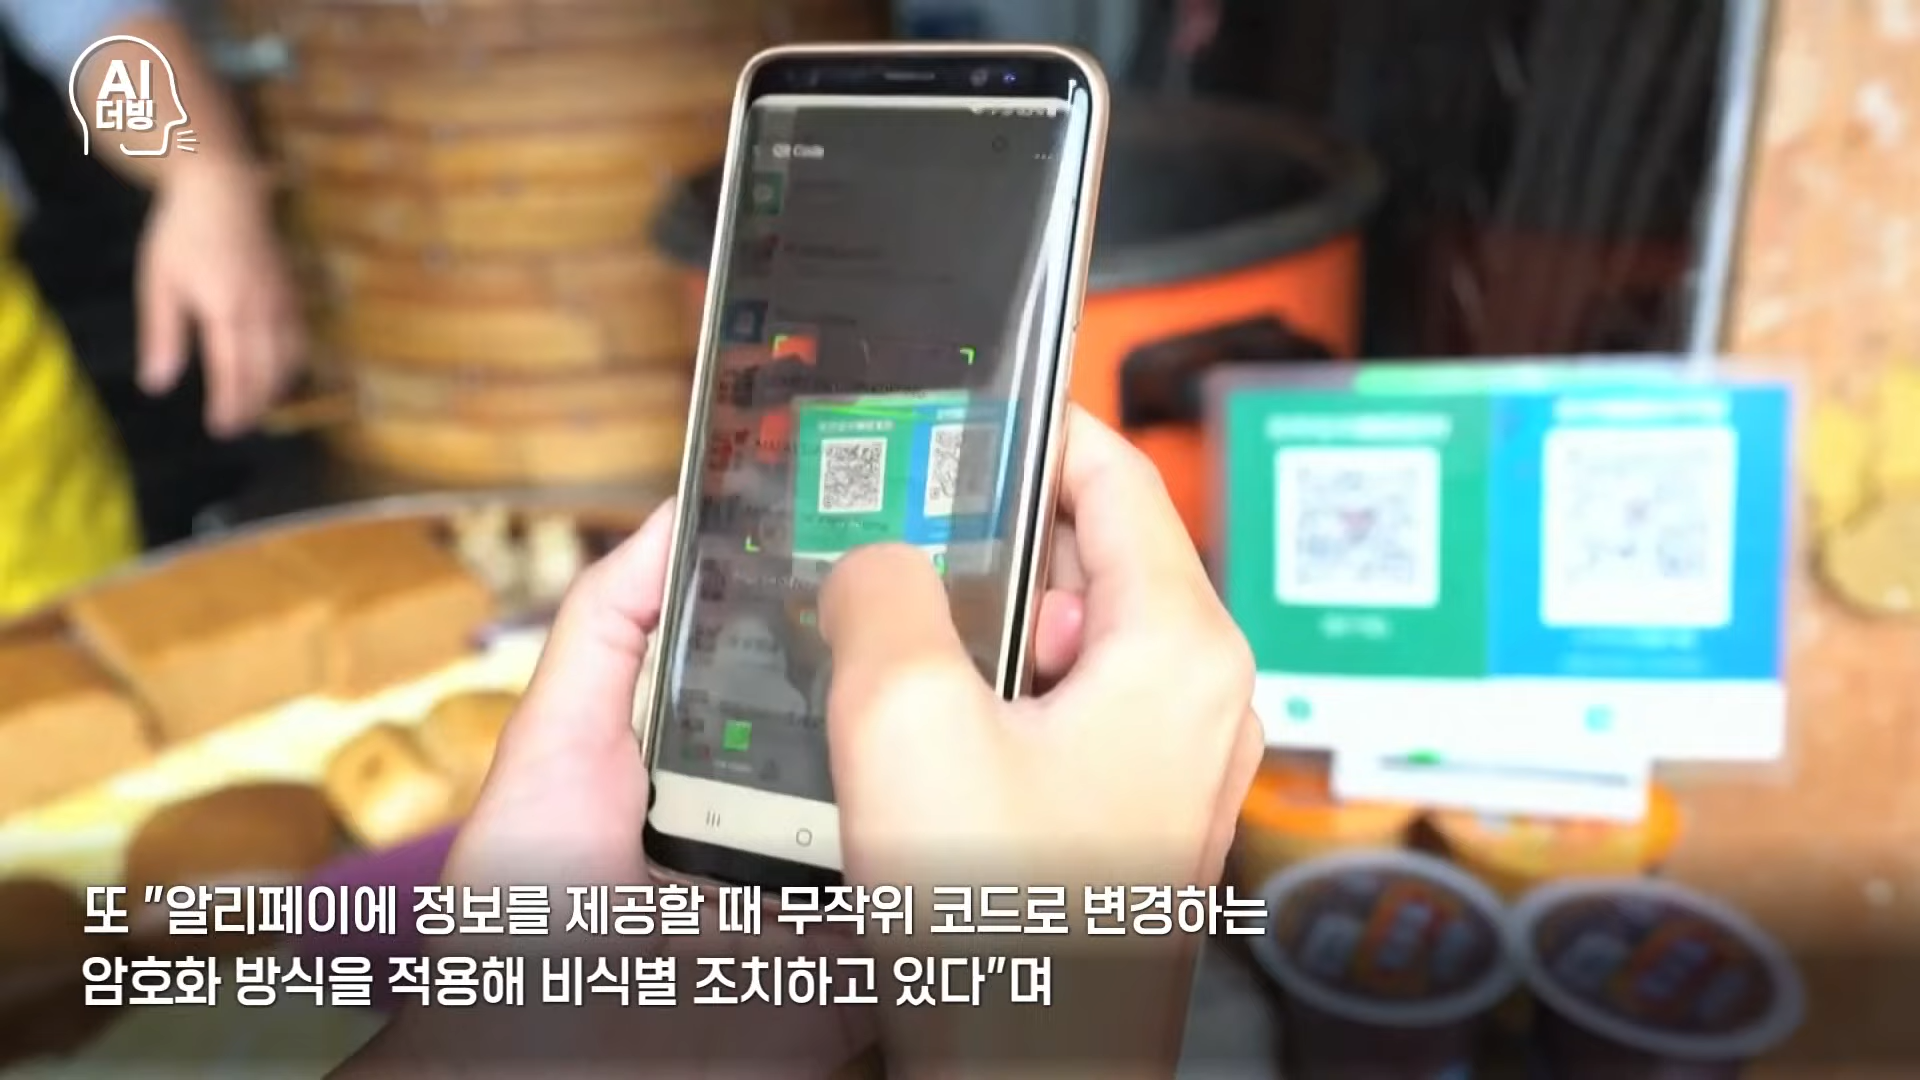 AI
더빙
QR Code
또 "알리페이에 정보를 제공할 때 무작위 코드로 변경하는
암호화 방식을 적용해 비식별 조치하고 있다"며